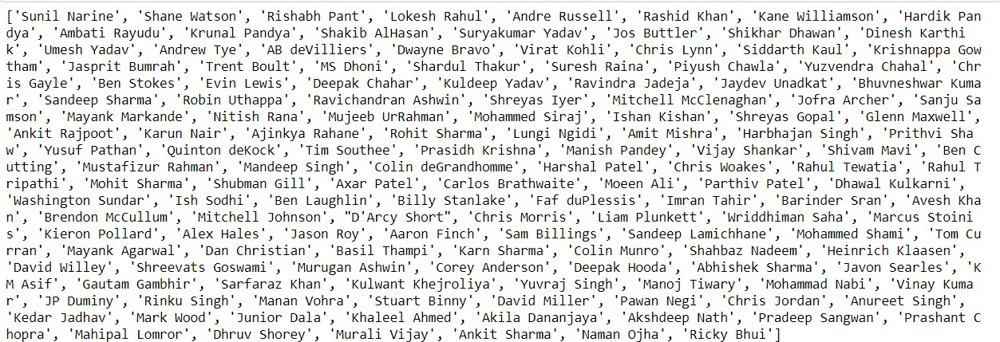 ['Sunil Narine', 'Shane Watson', 'Rishabh Pant', 'Lokesh Rahul', 'Andre Russell', 'Rashid Khan', 'Kane Williamson', 'Hardik Pan
dya', 'Ambati Rayudu', 'Krunal Pandya', 'Shakib AlHasan', 'Suryakumar Yadav', 'Jos Buttler', 'Shikhar Dhawan', 'Dinesh Karthi
k', 'Umesh Yadav', 'Andrew Tye', 'AB deVilliers', 'Dwayne Bravo', 'Virat Kohli', 'Chris Lynn', 'Siddarth Kaul', 'Krishnappa Gow
tham', 'Jasprit Bumrah', 'Trent Boult', 'MS Dhoni', 'Shardul Thakur', 'Suresh Raina', 'Piyush Chawla', 'Yuzvendra Chahal', 'Chr
is Gayle', 'Ben Stokes', 'Evin Lewis', 'Deepak Chahar', 'Kuldeep Yadav', 'Ravindra Jadeja', 'Jaydev Unadkat', 'Bhuvneshwar Kuma
r', 'Sandeep Sharma', 'Robin Uthappa', 'Ravichandran Ashwin', 'Shreyas Iyer', 'Mitchell McClenaghan', 'Jofra Archer', 'Sanju Sa
mson', 'Mayank Markande', 'Nitish Rana', 'Mujeeb UrRahman', 'Mohammed Siraj', 'Ishan Kishan', 'Shreyas Gopal', 'Glenn Maxwell',
'Ankit Rajpoot', 'Karun Nair', 'Ajinkya Rahane', 'Rohit Sharma', 'Lungi Ngidi', 'Amit Mishra', 'Harbhajan Singh', 'Prithvi Sha
w', 'Yusuf Pathan', 'Quinton deKock', 'Tim Southee', 'Prasidh Krishna', 'Manish Pandey', 'Vijay Shankar', 'Shivam Mavi', 'Ben C
utting', 'Mustafizur Rahman', 'Mandeep Singh', 'Colin deGrandhomme', 'Harshal Patel', 'Chris Woakes', 'Rahul Tewatia', 'Rahul T
ripathi', 'Mohit Sharma', 'Shubman Gill', 'Axar Patel', 'Carlos Brathwaite', 'Moeen Ali', 'Parthiv Patel', 'Dhawal Kulkarni',
'Washington Sundar', 'Ish Sodhi', 'Ben Laughlin', 'Billy Stanlake', 'Faf duPlessis', 'Imran Tahir', 'Barinder Sran', 'Avesh Kha
n', 'Brendon McCullum', 'Mitchell Johnson', "D'Arcy Short", 'Chris Morris', 'Liam Plunkett', 'Wriddhiman Saha', 'Marcus Stoini
s', 'Kieron Pollard', 'Alex Hales', 'Jason Roy', 'Aaron Finch', 'Sam Billings', 'Sandeep Lamichhane', 'Mohammed Shami', 'Tom Cu
rran', 'Mayank Agarwal', 'Dan Christian', 'Basil Thampi', 'Karn Sharma', 'Colin Munro', 'Shahbaz Nadeem', 'Heinrich Klaasen',
'David Willey', 'Shreevats Goswami', 'Murugan Ashwin', 'Corey Anderson', 'Deepak Hooda', 'Abhishek Sharma', 'Javon Searles', 'K
M Asif', 'Gautam Gambhir', 'Sarfaraz Khan', 'Kulwant Khejroliya', 'Yuvraj Singh', 'Manoj Tiwary', 'Mohammad Nabi', 'Vinay Kuma
r', 'JP Duminy', 'Rinku Singh', 'Manan Vohra', 'Stuart Binny', 'David Miller', 'Pawan Negi', 'Chris Jordan', 'Anureet Singh',
'Kedar Jadhav', 'Mark Wood', 'Junior Dala', 'Khaleel Ahmed', 'Akila Dananjaya', 'Akshdeep Nath', 'Pradeep Sangwan', 'Prashant C
hopra', 'Mahipal Lomror', 'Dhruv Shorey', 'Murali Vijay', 'Ankit Sharma', 'Naman Ojha', 'Ricky Bhui']